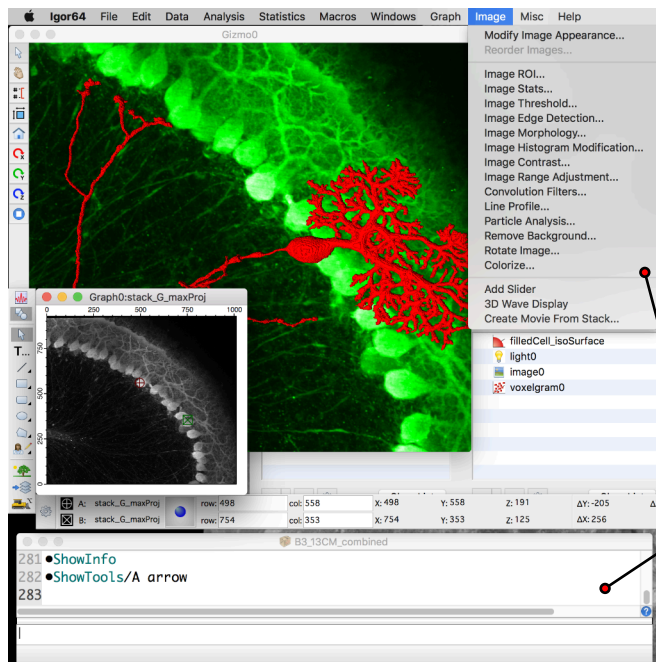 Igor64 File Edit Data Analysis Statistics Macros Windows Graph Image Misc Help
Gizmo0
Modify Image Appearance...
Reorder Images...
Image ROI...
Image Stats...
Image Threshold...
Image Edge Detection...
Image Morphology...
Image Histogram Modification...
Image Contrast...
Image Range Adjustment...
Convolution Filters...
Line Profile...
Particle Analysis...
Remove Background...
Rotate Image...
Colorize...
Add Slider
3D Wave Display
Create Movie From Stack...
filledCell_isoSurface
light0
image0
voxelgram0
Graph0:stack_G_maxProj
0 250 500 750 1000
750
500
250
0
T...
A: stack_G_maxProj row: 498 col: 558 X: 498 Y: 558 Z: 191 ΔY: -205
B: stack_G_maxProj row: 754 col: 353 X: 754 Y: 353 Z: 125 ΔX: 256
B3_13CM_combined
281 •ShowInfo
282 •ShowTools/A arrow
283